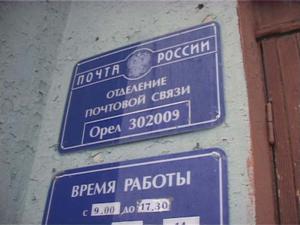 ПОЧТА РОССИИ
ОТДЕЛЕНИЕ
ПОЧТОВОЙ СВЯЗИ
Орел 302009
ВРЕМЯ РАБОТЫ
с 9.00 до 17.30